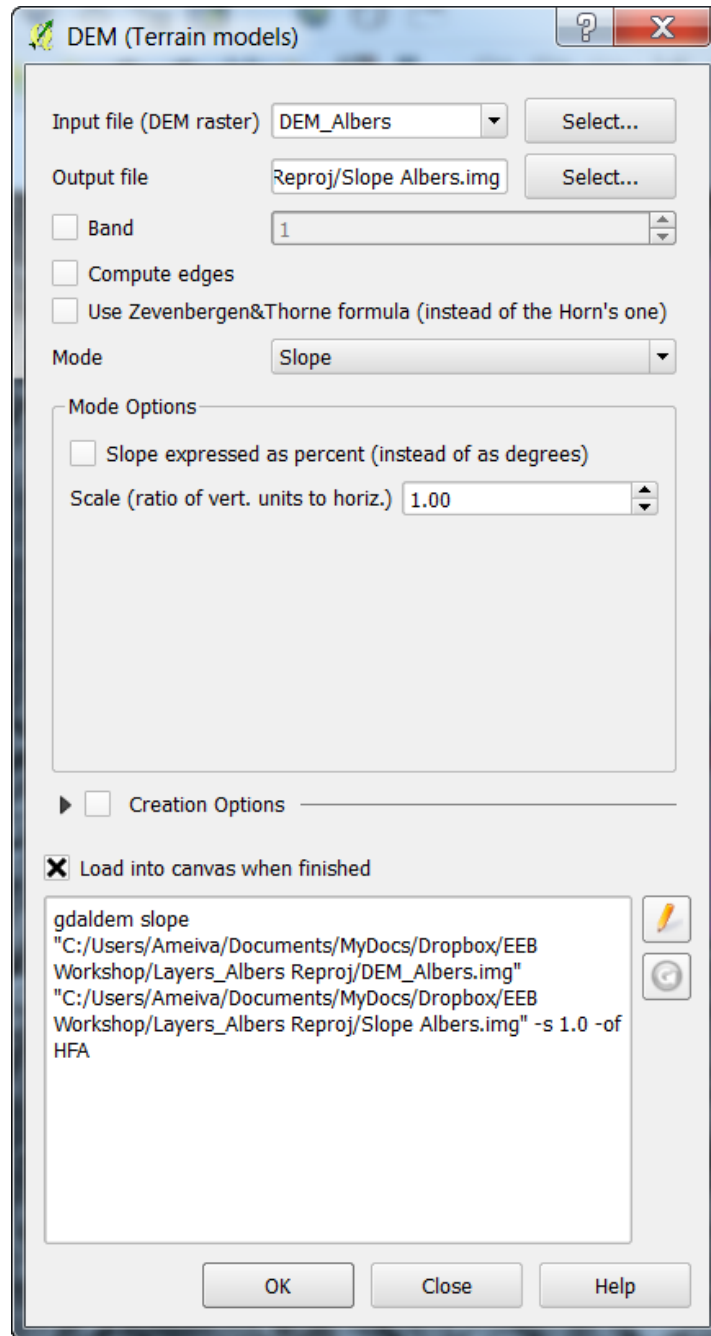 DEM (Terrain models)
Input file (DEM raster) DEM_Albers Select...
Output file Reproj/Slope Albers.img Select...
Band 1
Compute edges
Use Zevenbergen&Thorne formula (instead of the Horn's one)
Mode Slope
Mode Options
Slope expressed as percent (instead of as degrees)
Scale (ratio of vert. units to horiz.) 1.00
Creation Options
Load into canvas when finished
gdaldem slope
"C:/Users/Ameiva/Documents/MyDocs/Dropbox/EEB
Workshop/Layers_Albers Reproj/DEM_Albers.img"
"C:/Users/Ameiva/Documents/MyDocs/Dropbox/EEB
Workshop/Layers_Albers Reproj/Slope Albers.img" -s 1.0 -of
HFA
OK Close Help